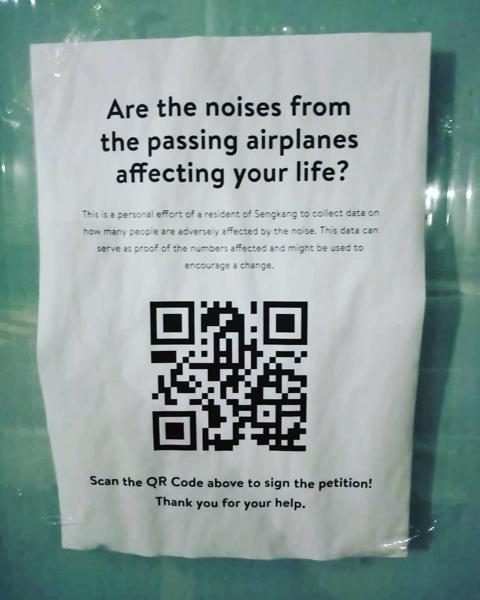 Are the noises from
the passing airplanes
affecting your life?
This is a personal effort of a resident of Sengkang to collect data on
how many people are adversely affected by the noise. This data can
serve as proof of the numbers affected and might be used to
encourage a change.
Scan the QR Code above to sign the petition!
Thank you for your help.